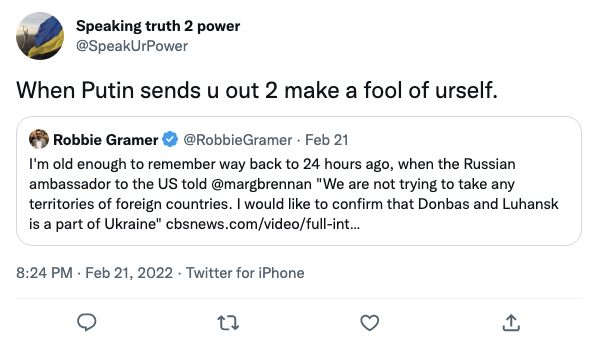 Speaking truth 2 power
@SpeakUrPower
When Putin sends u out 2 make a fool of urself.
Robbie Gramer @RobbieGramer · Feb 21
I'm old enough to remember way back to 24 hours ago, when the Russian
ambassador to the US told @margbrennan "We are not trying to take any
territories of foreign countries. I would like to confirm that Donbas and Luhansk
is a part of Ukraine" cbsnews.com/video/full-int…
8:24 PM · Feb 21, 2022 · Twitter for iPhone